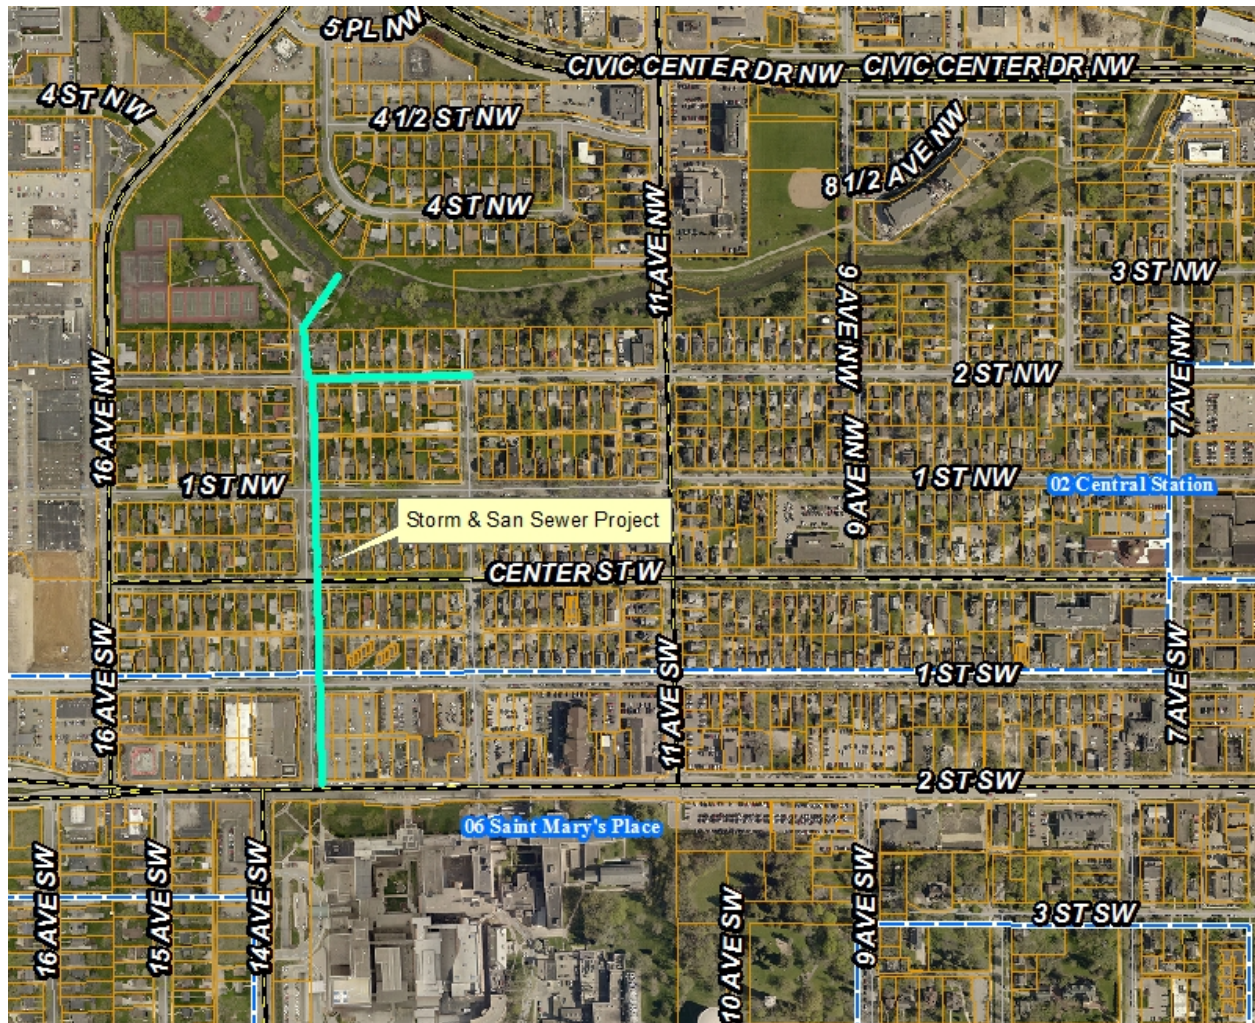 5 PL NW
CIVIC CENTER DR NW
CIVIC CENTER DR NW
4 ST NW
4 1/2 ST NW
8 1/2 AVE NW
4 ST NW
11 AVE NW
3 ST NW
9 AVE NW
7 AVE NW
16 AVE NW
2 ST NW
1 ST NW
9 AVE NW
1 ST NW
02 Central Station
Storm & San Sewer Project
CENTER ST W
16 AVE SW
11 AVE SW
1 ST SW
7 AVE SW
2 ST SW
06 Saint Mary's Place
16 AVE SW
15 AVE SW
14 AVE SW
10 AVE SW
9 AVE SW
3 ST SW